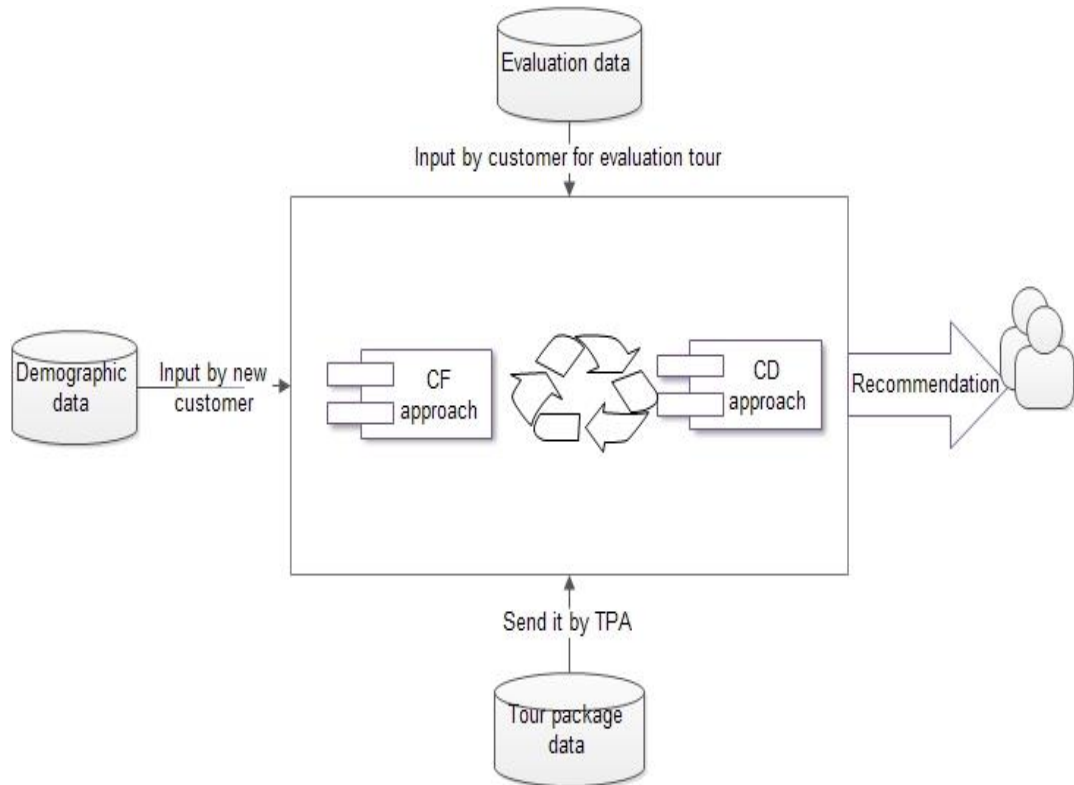 Evaluation data
Input by customer for evaluation tour
Demographic
data
Input by new
customer
CF
approach
CD
approach
Recommendation
Send it by TPA
Tour package
data